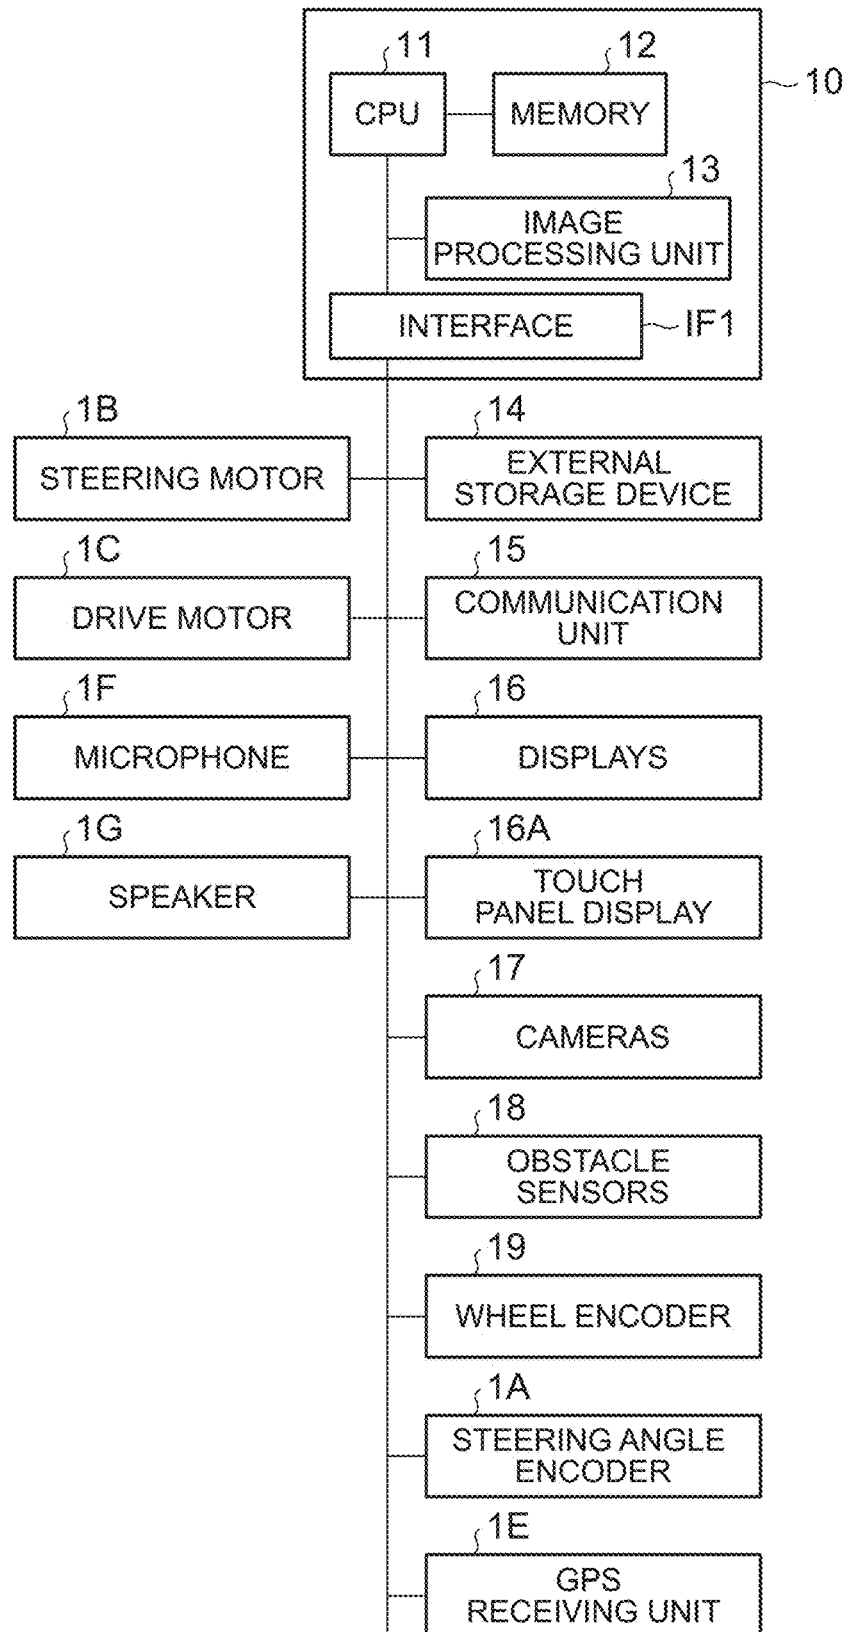 11
12
CPU
MEMORY
10
13
IMAGE
PROCESSING UNIT
INTERFACE
IF1
1B
STEERING MOTOR
14
EXTERNAL
STORAGE DEVICE
1C
DRIVE MOTOR
15
COMMUNICATION
UNIT
1F
MICROPHONE
16
DISPLAYS
1G
SPEAKER
16A
TOUCH
PANEL DISPLAY
17
CAMERAS
18
OBSTACLE
SENSORS
19
WHEEL ENCODER
1A
STEERING ANGLE
ENCODER
1E
GPS
RECEIVING UNIT